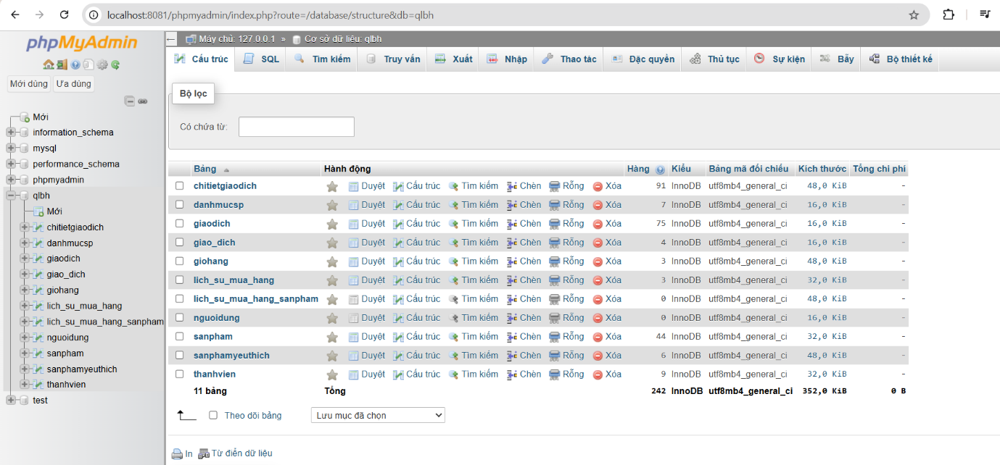 localhost:8081/phpmyadmin/index.php?route=/database/structure&db=qlbh
phpMyAdmin
Mới dùng Ưa dùng
Mới
information_schema
mysql
performance_schema
phpmyadmin
qlbh
Mới
chitietgiaodich
danhmucsp
giaodich
giao_dich
giohang
lich_su_mua_hang
lich_su_mua_hang_sanpham
nguoidung
sanpham
sanphamyeuthich
thanhvien
test
Máy chủ: 127.0.0.1 » Cơ sở dữ liệu: qlbh
Cấu trúc SQL Tìm kiếm Truy vấn Xuất Nhập Thao tác Đặc quyền Thủ tục Sự kiện Bẫy Bộ thiết kế
Bộ lọc
Có chứa từ:
Bảng Hành động Hàng Kiểu Bảng mã đối chiếu Kích thước Tổng chi phí
chitietgiaodich Duyệt Cấu trúc Tìm kiếm Chèn Rỗng Xóa 91 InnoDB utf8mb4_general_ci 48,0 KiB -
danhmucsp Duyệt Cấu trúc Tìm kiếm Chèn Rỗng Xóa 7 InnoDB utf8mb4_general_ci 16,0 KiB -
giaodich Duyệt Cấu trúc Tìm kiếm Chèn Rỗng Xóa 75 InnoDB utf8mb4_general_ci 16,0 KiB -
giao_dich Duyệt Cấu trúc Tìm kiếm Chèn Rỗng Xóa 4 InnoDB utf8mb4_general_ci 16,0 KiB -
giohang Duyệt Cấu trúc Tìm kiếm Chèn Rỗng Xóa 3 InnoDB utf8mb4_general_ci 48,0 KiB -
lich_su_mua_hang Duyệt Cấu trúc Tìm kiếm Chèn Rỗng Xóa 3 InnoDB utf8mb4_general_ci 32,0 KiB -
lich_su_mua_hang_sanpham Duyệt Cấu trúc Tìm kiếm Chèn Rỗng Xóa 0 InnoDB utf8mb4_general_ci 48,0 KiB -
nguoidung Duyệt Cấu trúc Tìm kiếm Chèn Rỗng Xóa 0 InnoDB utf8mb4_general_ci 16,0 KiB -
sanpham Duyệt Cấu trúc Tìm kiếm Chèn Rỗng Xóa 44 InnoDB utf8mb4_general_ci 32,0 KiB -
sanphamyeuthich Duyệt Cấu trúc Tìm kiếm Chèn Rỗng Xóa 6 InnoDB utf8mb4_general_ci 48,0 KiB -
thanhvien Duyệt Cấu trúc Tìm kiếm Chèn Rỗng Xóa 9 InnoDB utf8mb4_general_ci 32,0 KiB -
11 bảng Tổng 242 InnoDB utf8mb4_general_ci 352,0 KiB 0 B
Theo dõi bảng Lưu mục đã chọn
In Từ điển dữ liệu